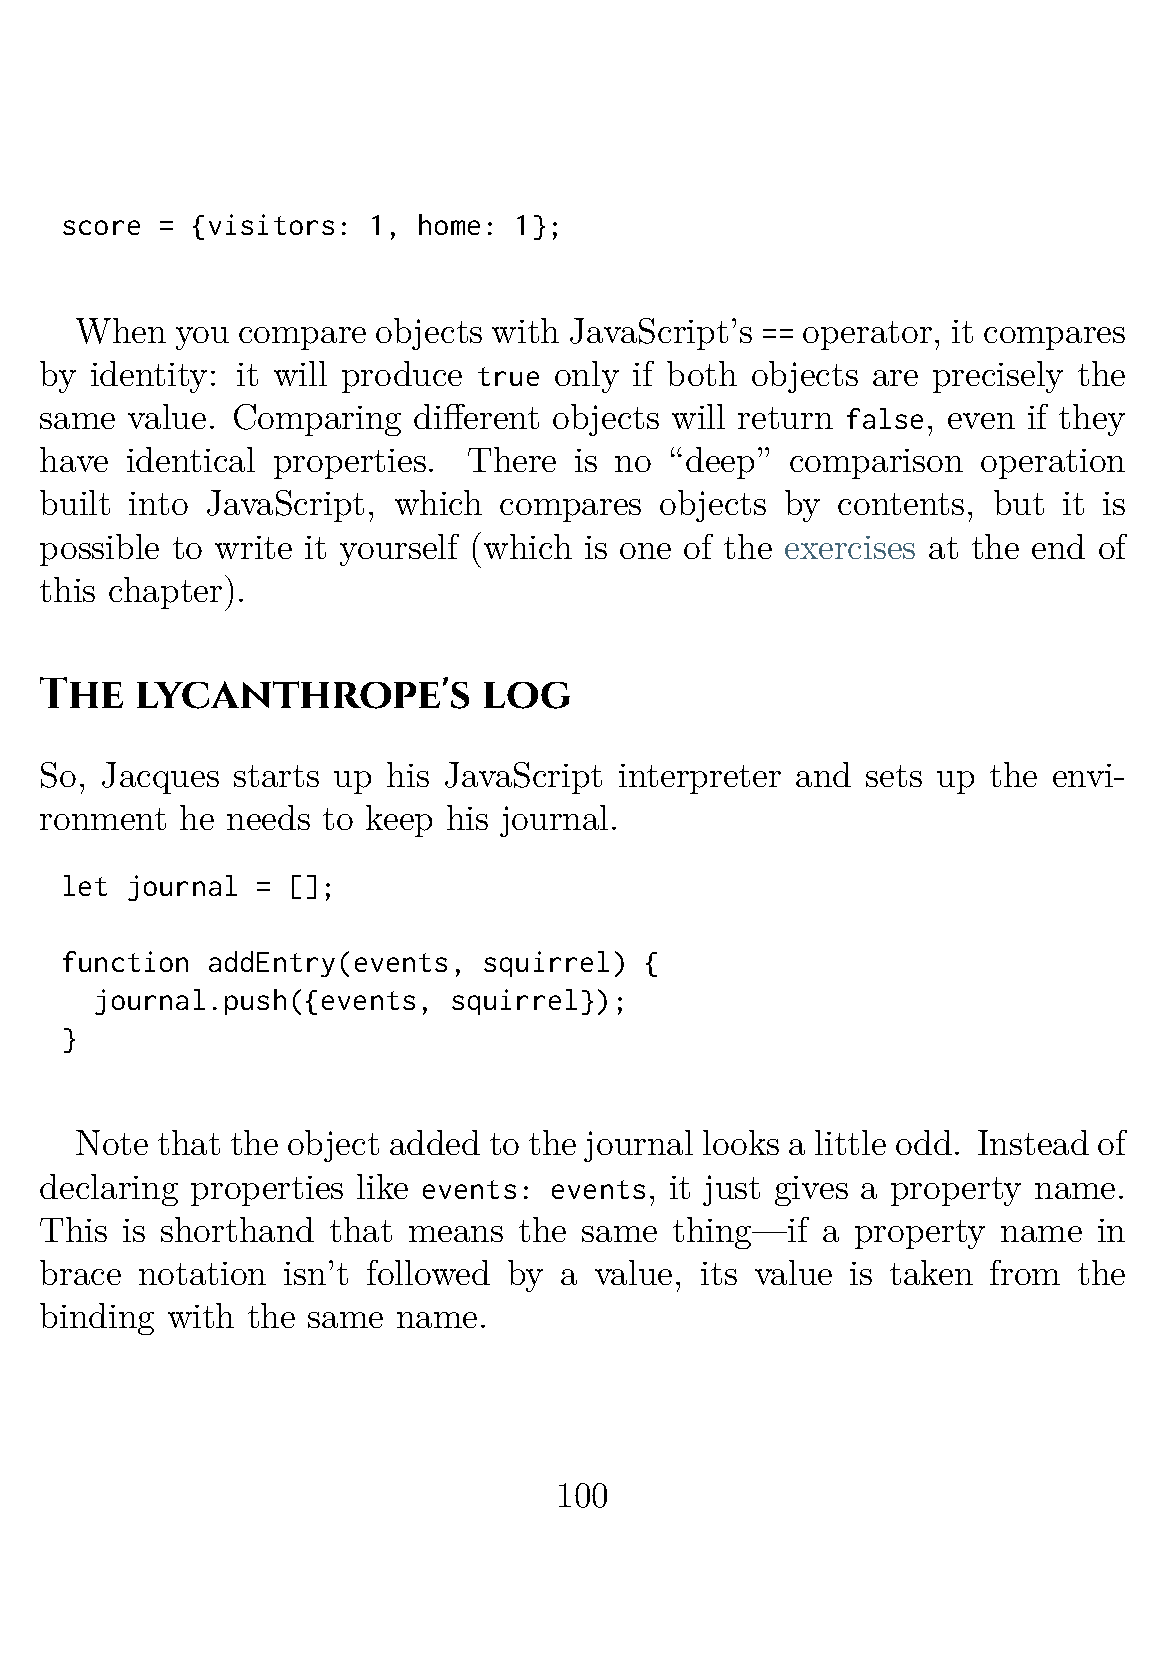 score = {visitors: 1, home: 1};
When you compare objects with JavaScript’s == operator, it compares
by identity: it will produce true only if both objects are precisely the
same value. Comparing different objects will return false, even if they
have identical properties. There is no “deep” comparison operation
built into JavaScript, which compares objects by contents, but it is
possible to write it yourself (which is one of the exercises at the end of
this chapter).
The lycanthrope's log
So, Jacques starts up his JavaScript interpreter and sets up the envi-
ronment he needs to keep his journal.
let journal = [];
function addEntry(events, squirrel) {
  journal.push({events, squirrel});
}
Note that the object added to the journal looks a little odd. Instead of
declaring properties like events: events, it just gives a property name.
This is shorthand that means the same thing—if a property name in
brace notation isn’t followed by a value, its value is taken from the
binding with the same name.
100